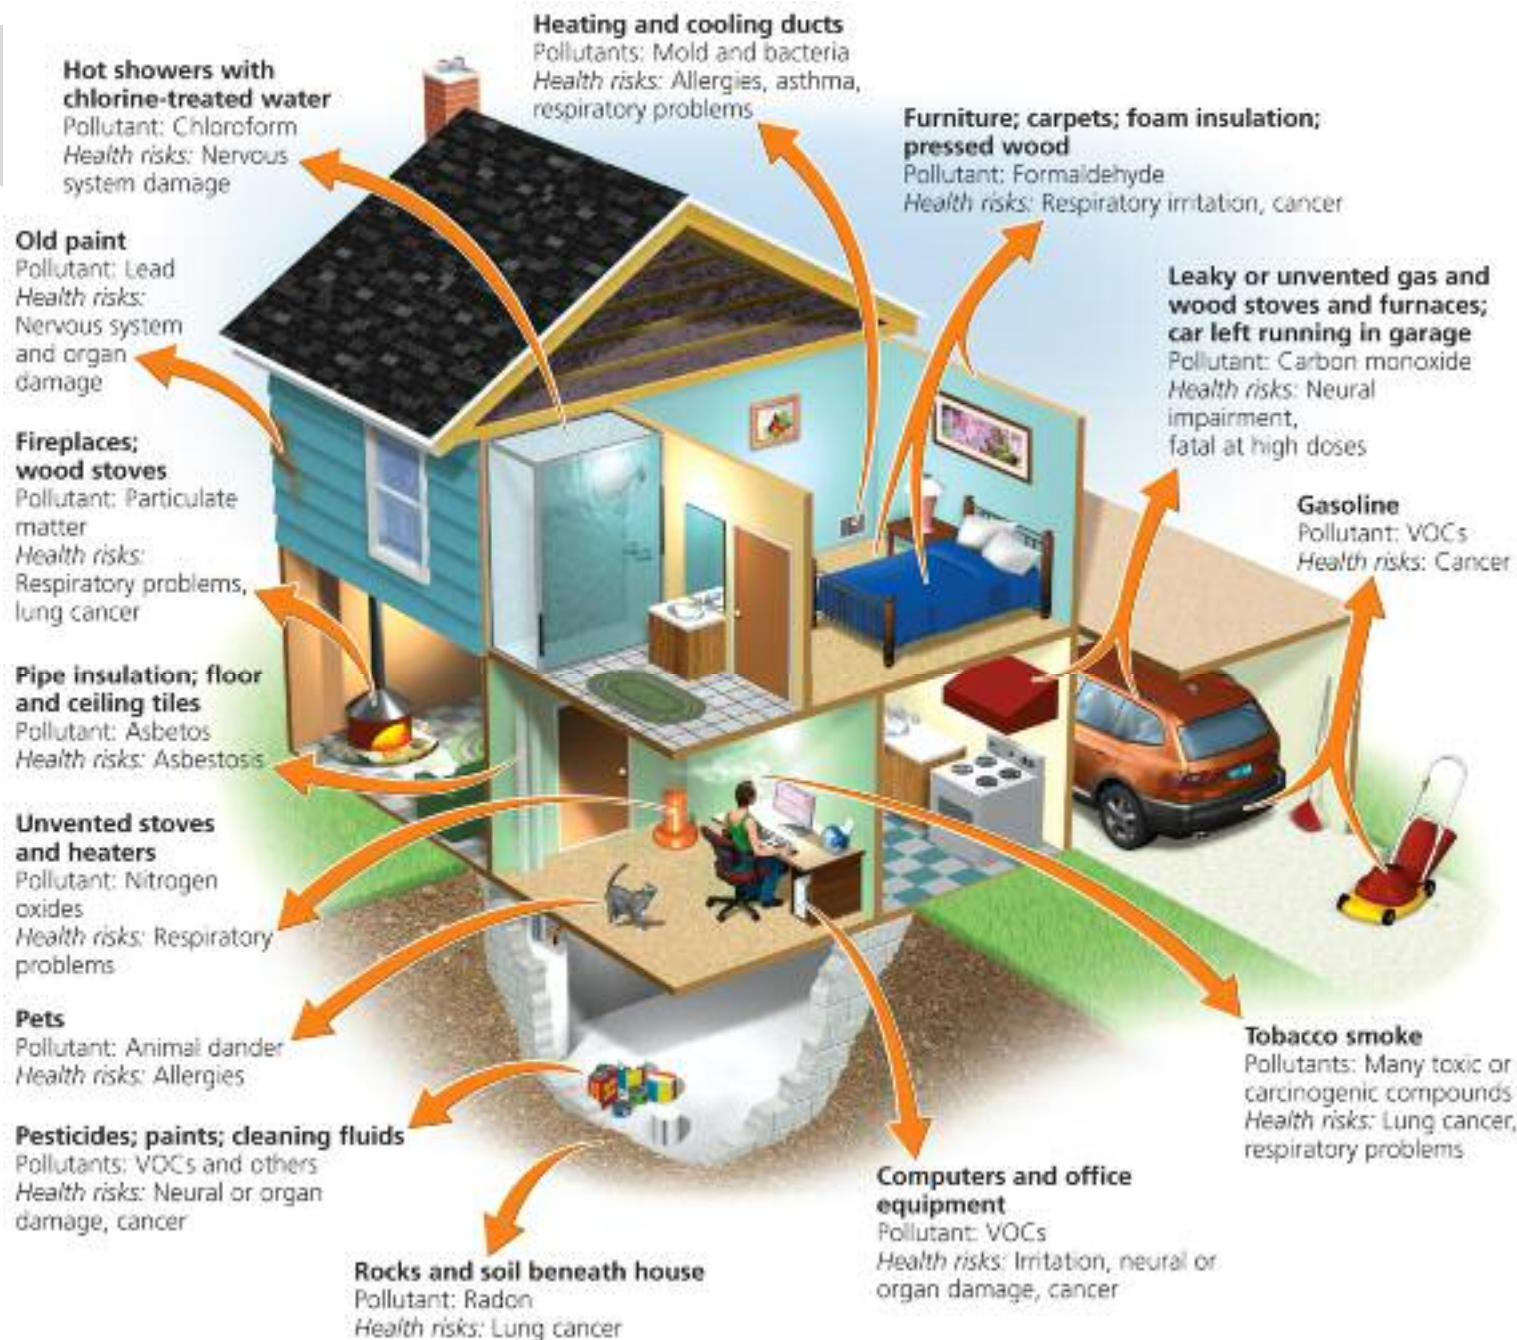 Heating and cooling ducts
Pollutants: Mold and bacteria
Health risks: Allergies, asthma,
respiratory problems
Hot showers with
chlorine-treated water
Pollutant: Chloroform
Health risks: Nervous
system damage
Furniture; carpets; foam insulation;
pressed wood
Pollutant: Formaldehyde
Health risks: Respiratory irritation, cancer
Old paint
Pollutant: Lead
Health risks:
Nervous system
and organ
damage
Leaky or unvented gas and
wood stoves and furnaces;
car left running in garage
Pollutant: Carbon monoxide
Health risks: Neural
impairment,
fatal at high doses
Fireplaces;
wood stoves
Pollutant: Particulate
matter
Health risks:
Respiratory problems,
lung cancer
Gasoline
Pollutant: VOCs
Health risks: Cancer
Pipe insulation; floor
and ceiling tiles
Pollutant: Asbetos
Health risks: Asbestosis
Unvented stoves
and heaters
Pollutant: Nitrogen
oxides
Health risks: Respiratory
problems
Pets
Pollutant: Animal dander
Health risks: Allergies
Tobacco smoke
Pollutants: Many toxic or
carcinogenic compounds
Health risks: Lung cancer,
respiratory problems
Pesticides; paints; cleaning fluids
Pollutants: VOCs and others
Health risks: Neural or organ
damage, cancer
Computers and office
equipment
Pollutant: VOCs
Health risks: Irritation, neural or
organ damage, cancer
Rocks and soil beneath house
Pollutant: Radon
Health risks: Lung cancer